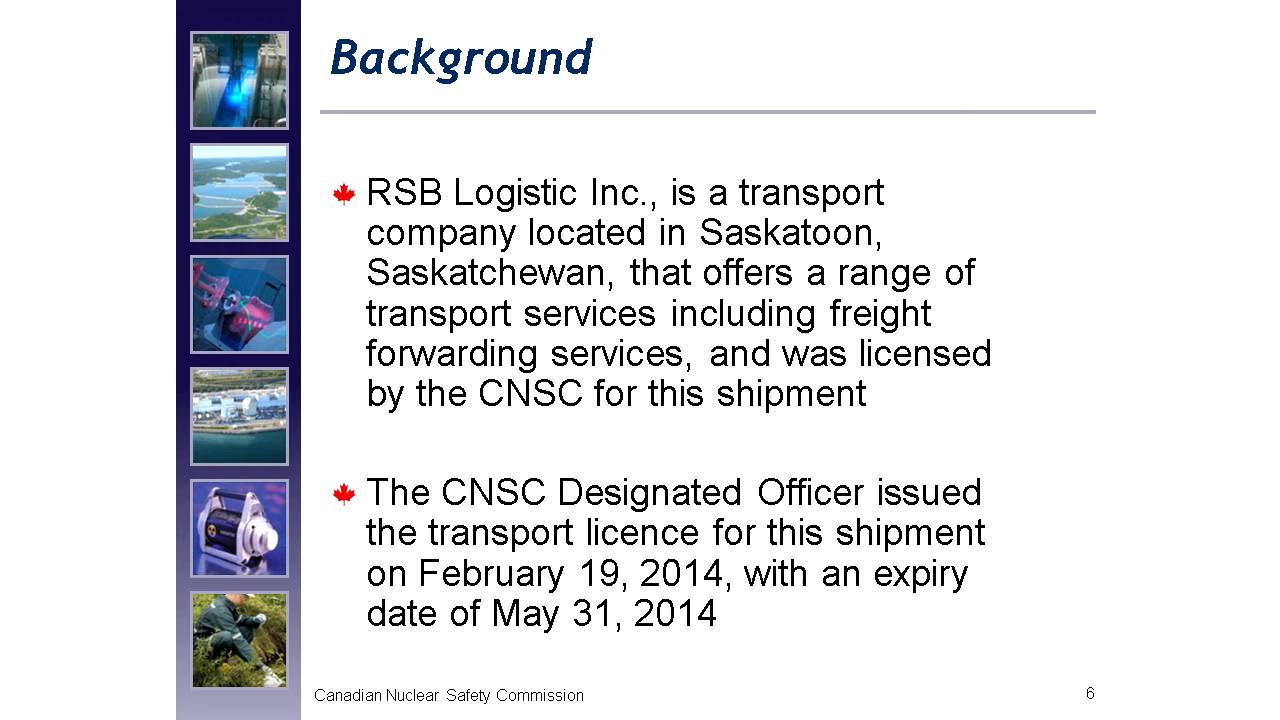 Background
RSB Logistic Inc., is a transport
company located in Saskatoon,
Saskatchewan, that offers a range of
transport services including freight
forwarding services, and was licensed
by the CNSC for this shipment
The CNSC Designated Officer issued
the transport licence for this shipment
on February 19, 2014, with an expiry
date of May 31, 2014
Canadian Nuclear Safety Commission
6